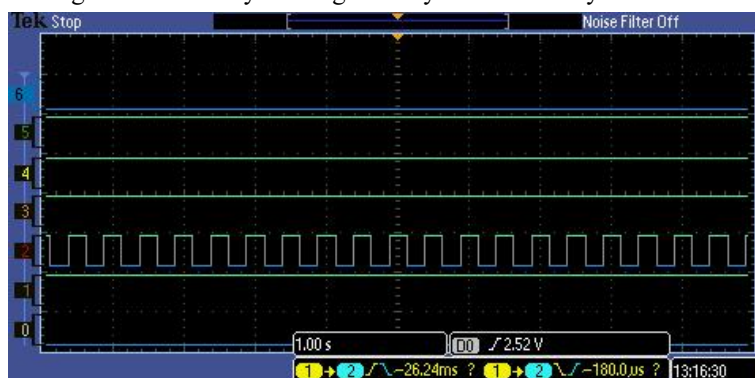 Tek Stop
Noise Filter Off
6
5
4
3
2
1
0
1.00 s
D0 2.52 V
1 → 2 -26.24ms ? 1 → 2 -180.0µs ?
13:16:30